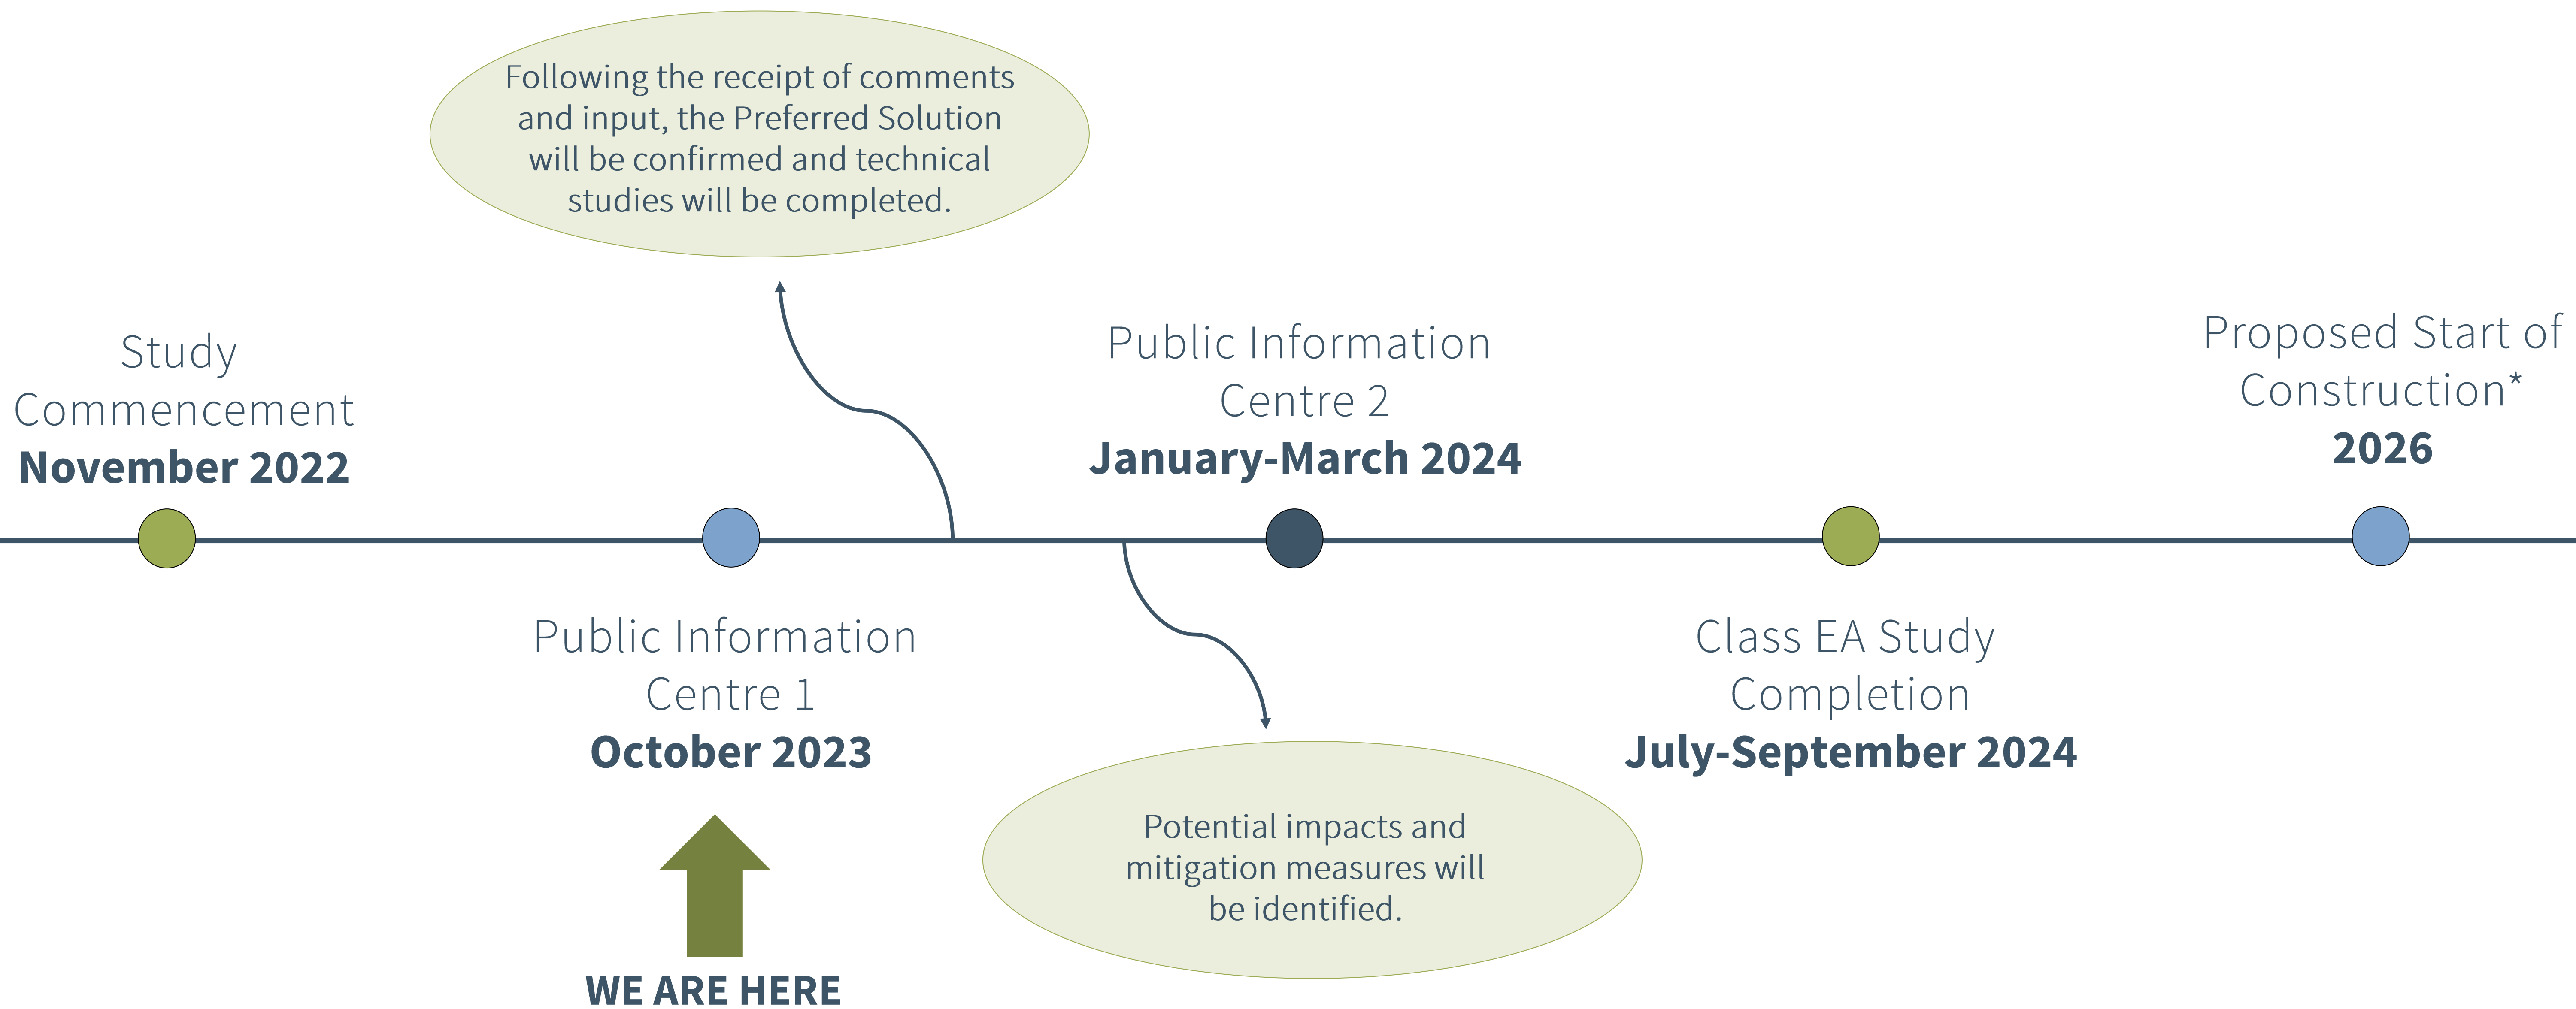 Following the receipt of comments
and input, the Preferred Solution
will be confirmed and technical
studies will be completed.
Study
Commencement
November 2022
Public Information
Centre 1
October 2023
WE ARE HERE
Public Information
Centre 2
January-March 2024
Potential impacts and
mitigation measures will
be identified.
Class EA Study
Completion
July-September 2024
Proposed Start of
Construction*
2026